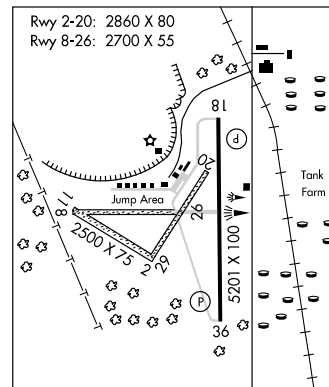 Rwy 2-20: 2860 X 80
Rwy 8-26: 2700 X 55
18
P
20
Jump Area
Tank
Farm
11
8
26
2500 X 75
2
29
5201 X 100
P
36